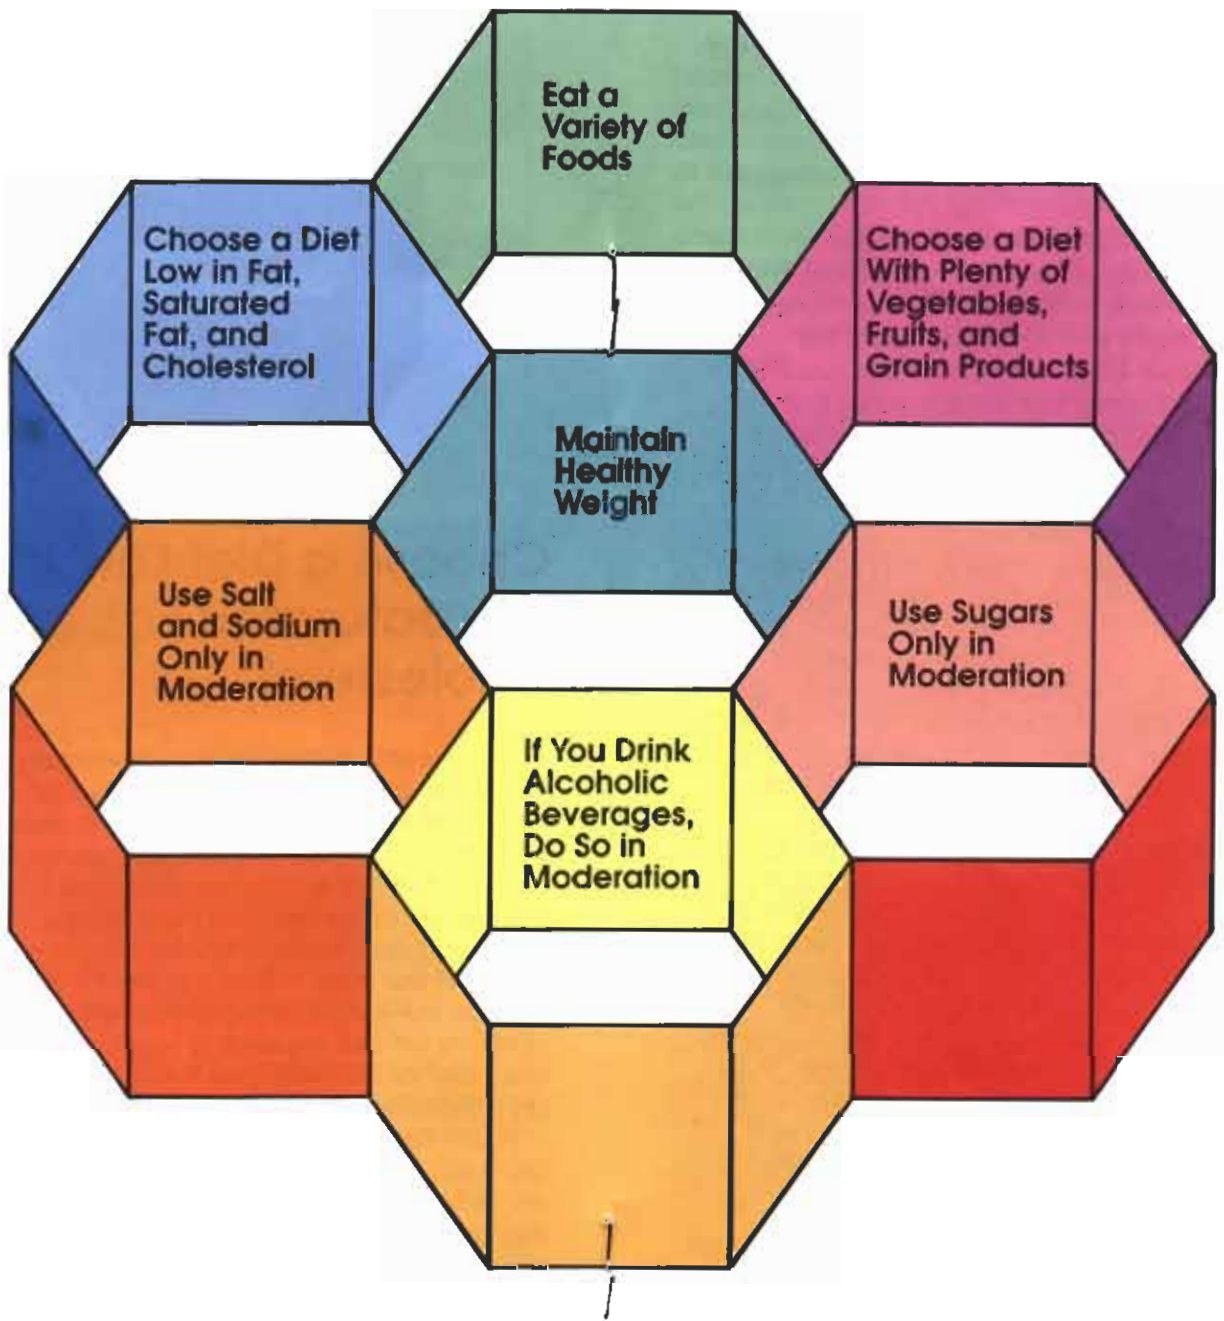 Eat a
Variety of
Foods
Choose a Diet
Low in Fat,
Saturated
Fat, and
Cholesterol
Choose a Diet
With Plenty of
Vegetables,
Fruits, and
Grain Products
Maintain
Healthy
Weight
Use Salt
and Sodium
Only in
Moderation
Use Sugars
Only in
Moderation
If You Drink
Alcoholic
Beverages,
Do So in
Moderation